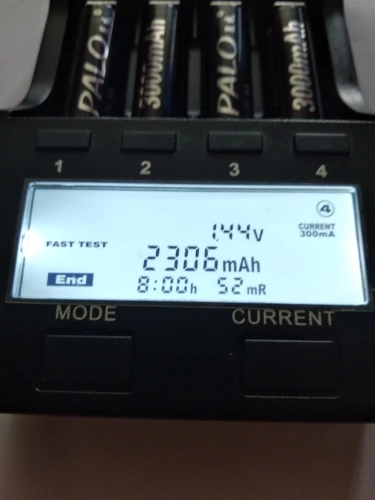 PALO
3000mAh
PALO
3000mAh
1 2 3 4
4
1.44V
CURRENT
300mA
FAST TEST
2306mAh
End
8:00h 52mR
MODE CURRENT